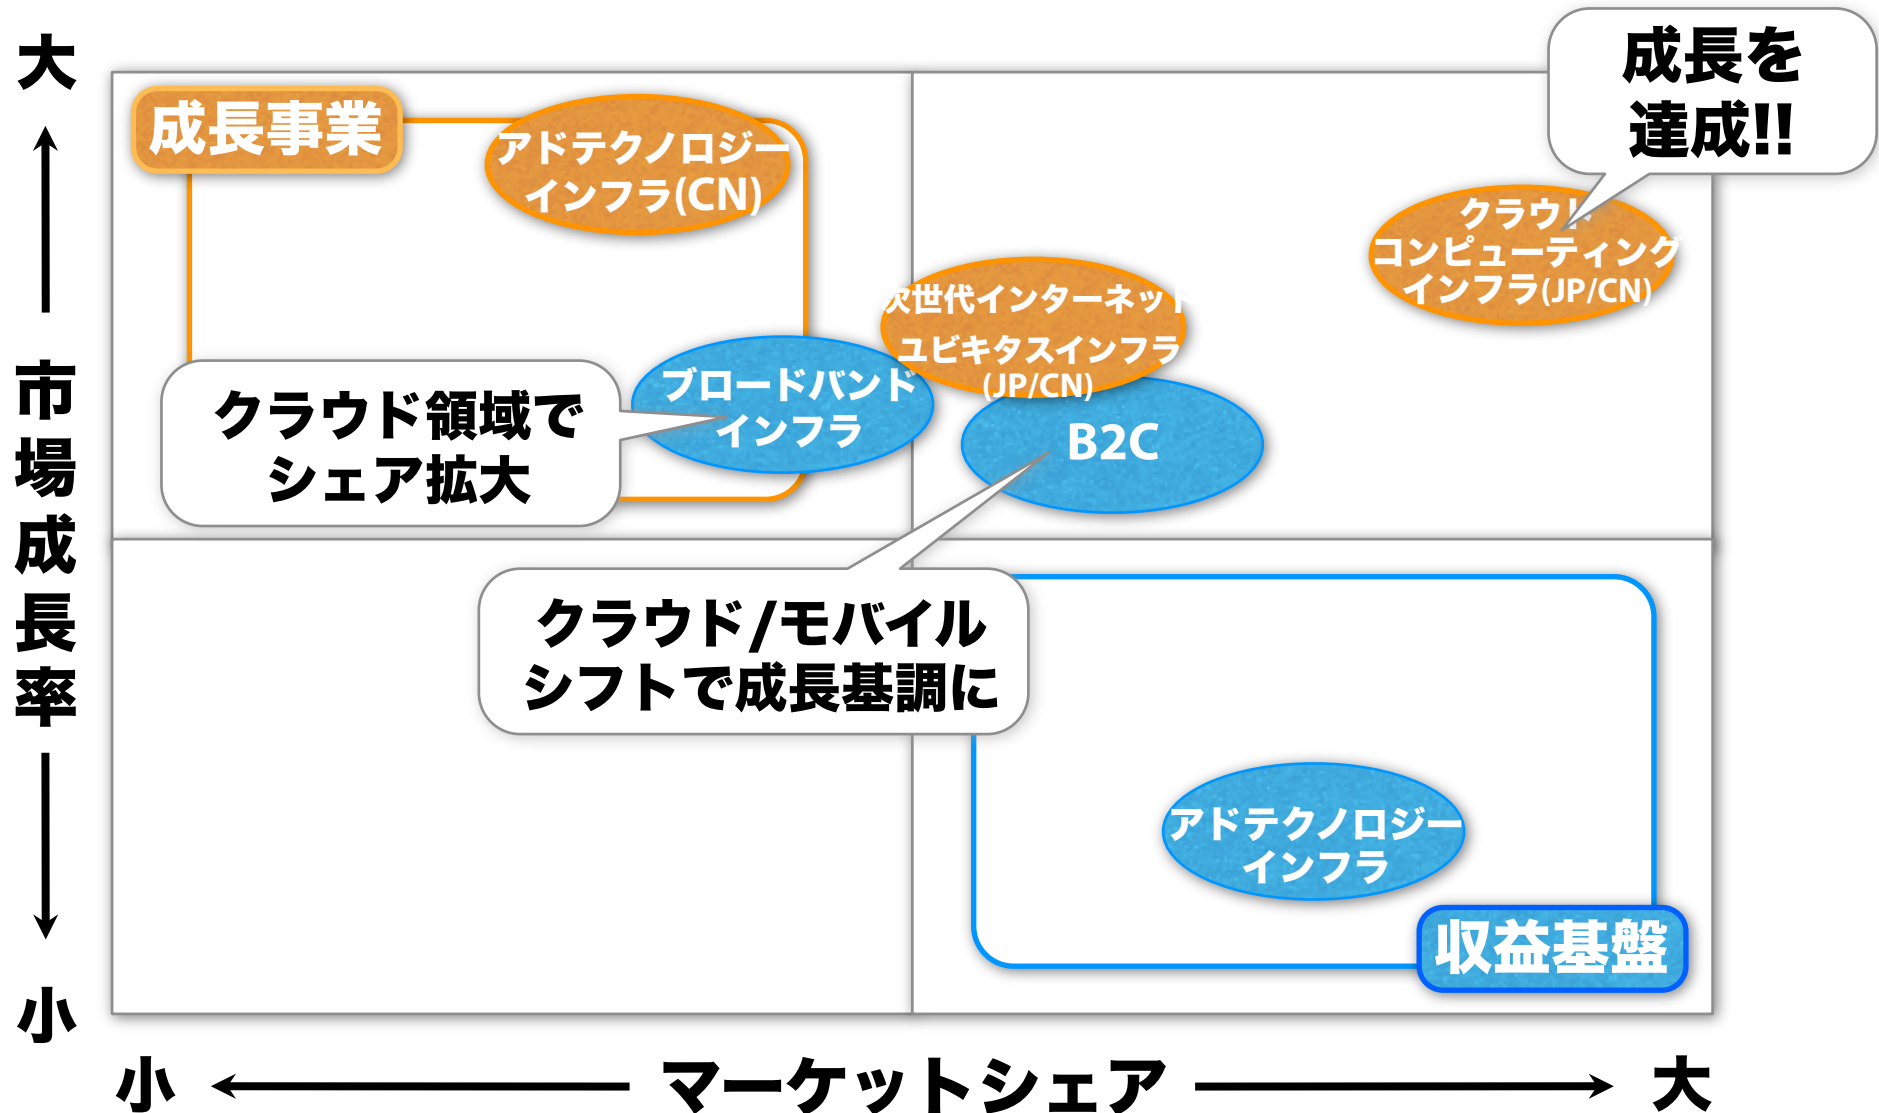 大
市場成長率
小
成長事業
アドテクノロジー
インフラ(CN)
成長を
達成!!
クラウド
コンピューティング
インフラ(JP/CN)
次世代インターネット
ユビキタスインフラ
(JP/CN)
ブロードバンド
インフラ
クラウド領域で
シェア拡大
B2C
クラウド/モバイル
シフトで成長基調に
アドテクノロジー
インフラ
収益基盤
小
マーケットシェア
大